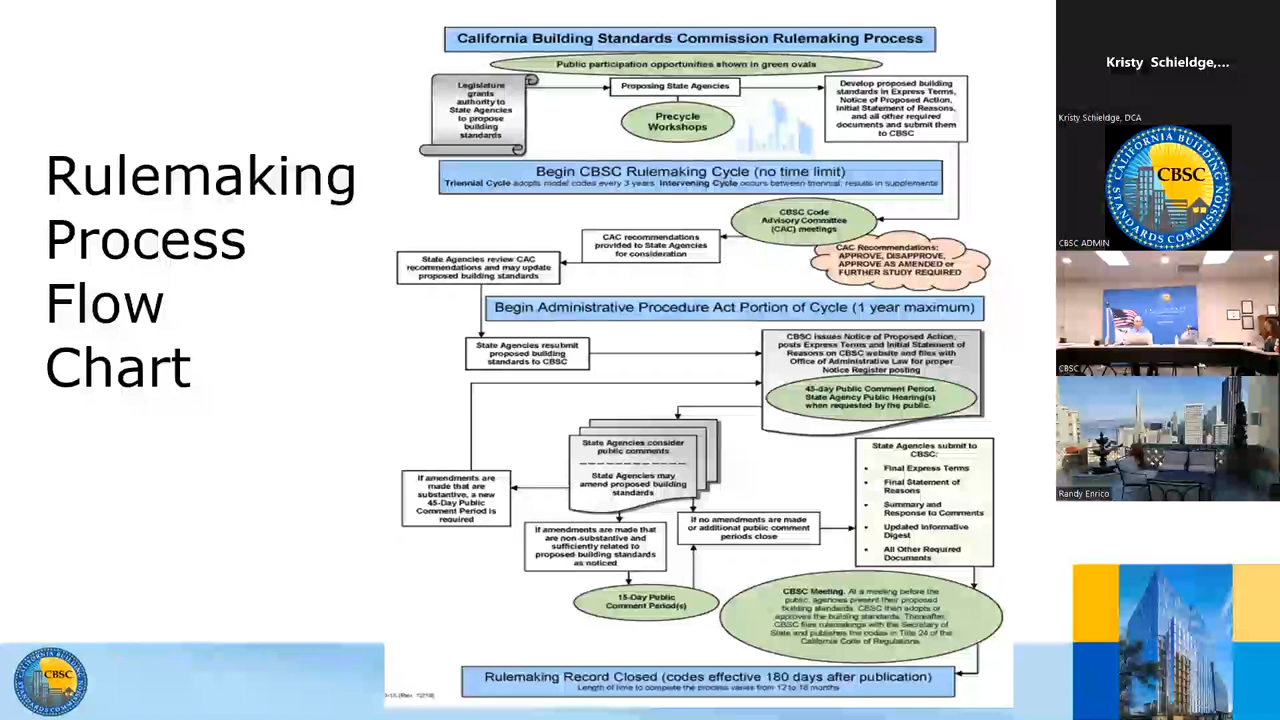 Rulemaking
Process
Flow
Chart
California Building Standards Commission Rulemaking Process
Public participation opportunities shown in green ovals
Legislature
grants
authority to
State Agencies
to propose
building
standards
Proposing State Agencies
Precycle
Workshops
Develop proposed building
standards in Express Terms,
Notice of Proposed Action,
Initial Statement of Reasons,
and all other required
documents and submit them
to CBSC
Begin CBSC Rulemaking Cycle (no time limit)
Triennial Cycle adopts model codes every 3 years. Intervening Cycle occurs between triennial; results in supplements
CBSC Code
Advisory Committee
(CAC) meetings
CAC recommendations
provided to State Agencies
for consideration
CAC Recommendations:
APPROVE, DISAPPROVE,
APPROVE AS AMENDED or
FURTHER STUDY REQUIRED
State Agencies review CAC
recommendations and may update
proposed building standards
Begin Administrative Procedure Act Portion of Cycle (1 year maximum)
State Agencies resubmit
proposed building
standards to CBSC
CBSC issues Notice of Proposed Action,
posts Express Terms and Initial Statement of
Reasons on CBSC website and files with
Office of Administrative Law for proper
Notice Register posting
45-day Public Comment Period.
State Agency Public Hearing(s)
when requested by the public.
State Agencies consider
public comments
State Agencies may
amend proposed building
standards
If amendments are
made that are
substantive, a new
45-Day Public
Comment Period is
required
If amendments are made that
are non-substantive and
sufficiently related to
proposed building standards
as noticed
If no amendments are made
or additional public comment
periods close
15-Day Public
Comment Period(s)
State Agencies submit to
CBSC:
• Final Express Terms
• Final Statement of
Reasons
• Summary and
Response to Comments
• Updated Informative
Digest
• All Other Required
Documents
CBSC Meeting. At a meeting before the
public, agencies present their proposed
building standards. CBSC then adopts or
approves the building standards. Thereafter,
CBSC files rulemakings with the Secretary of
State and publishes the codes in Title 24 of the
California Code of Regulations.
Rulemaking Record Closed (codes effective 180 days after publication)
Length of time to complete the process varies from 12 to 18 months
CALIFORNIA BUILDING
CBSC
STANDARDS COMMISSION
Kristy Schieldge,...
Kristy Schieldge, DCA
CALIFORNIA BUILDING
CBSC
STANDARDS COMMISSION
CBSC ADMIN
CBSC
Randy Enrico